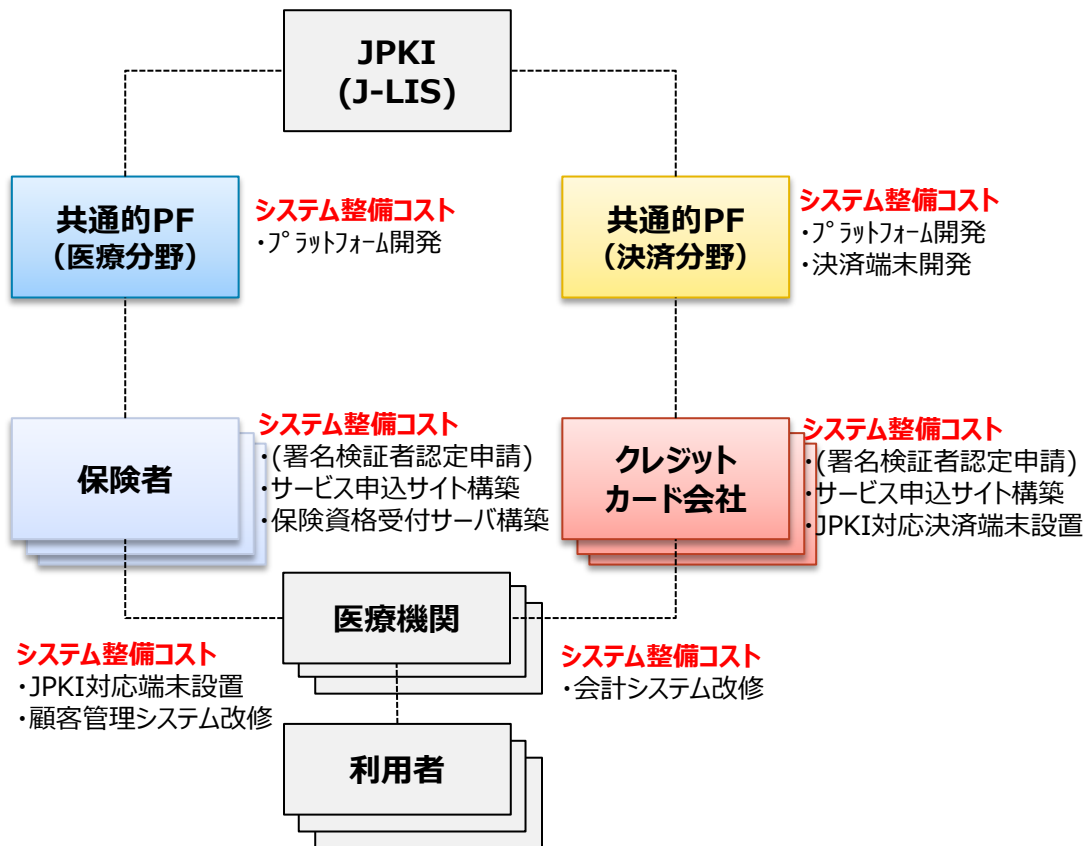 JPKI
(J-LIS)
共通的PF
（医療分野）
システム整備コスト
・プラットフォーム開発
共通的PF
（決済分野）
システム整備コスト
・プラットフォーム開発
・決済端末開発
保険者
システム整備コスト
・(署名検証者認定申請)
・サービス申込サイト構築
・保険資格受付サーバ構築
クレジット
カード会社
システム整備コスト
・(署名検証者認定申請)
・サービス申込サイト構築
・JPKI対応決済端末設置
医療機関
システム整備コスト
・JPKI対応端末設置
・顧客管理システム改修
システム整備コスト
・会計システム改修
利用者